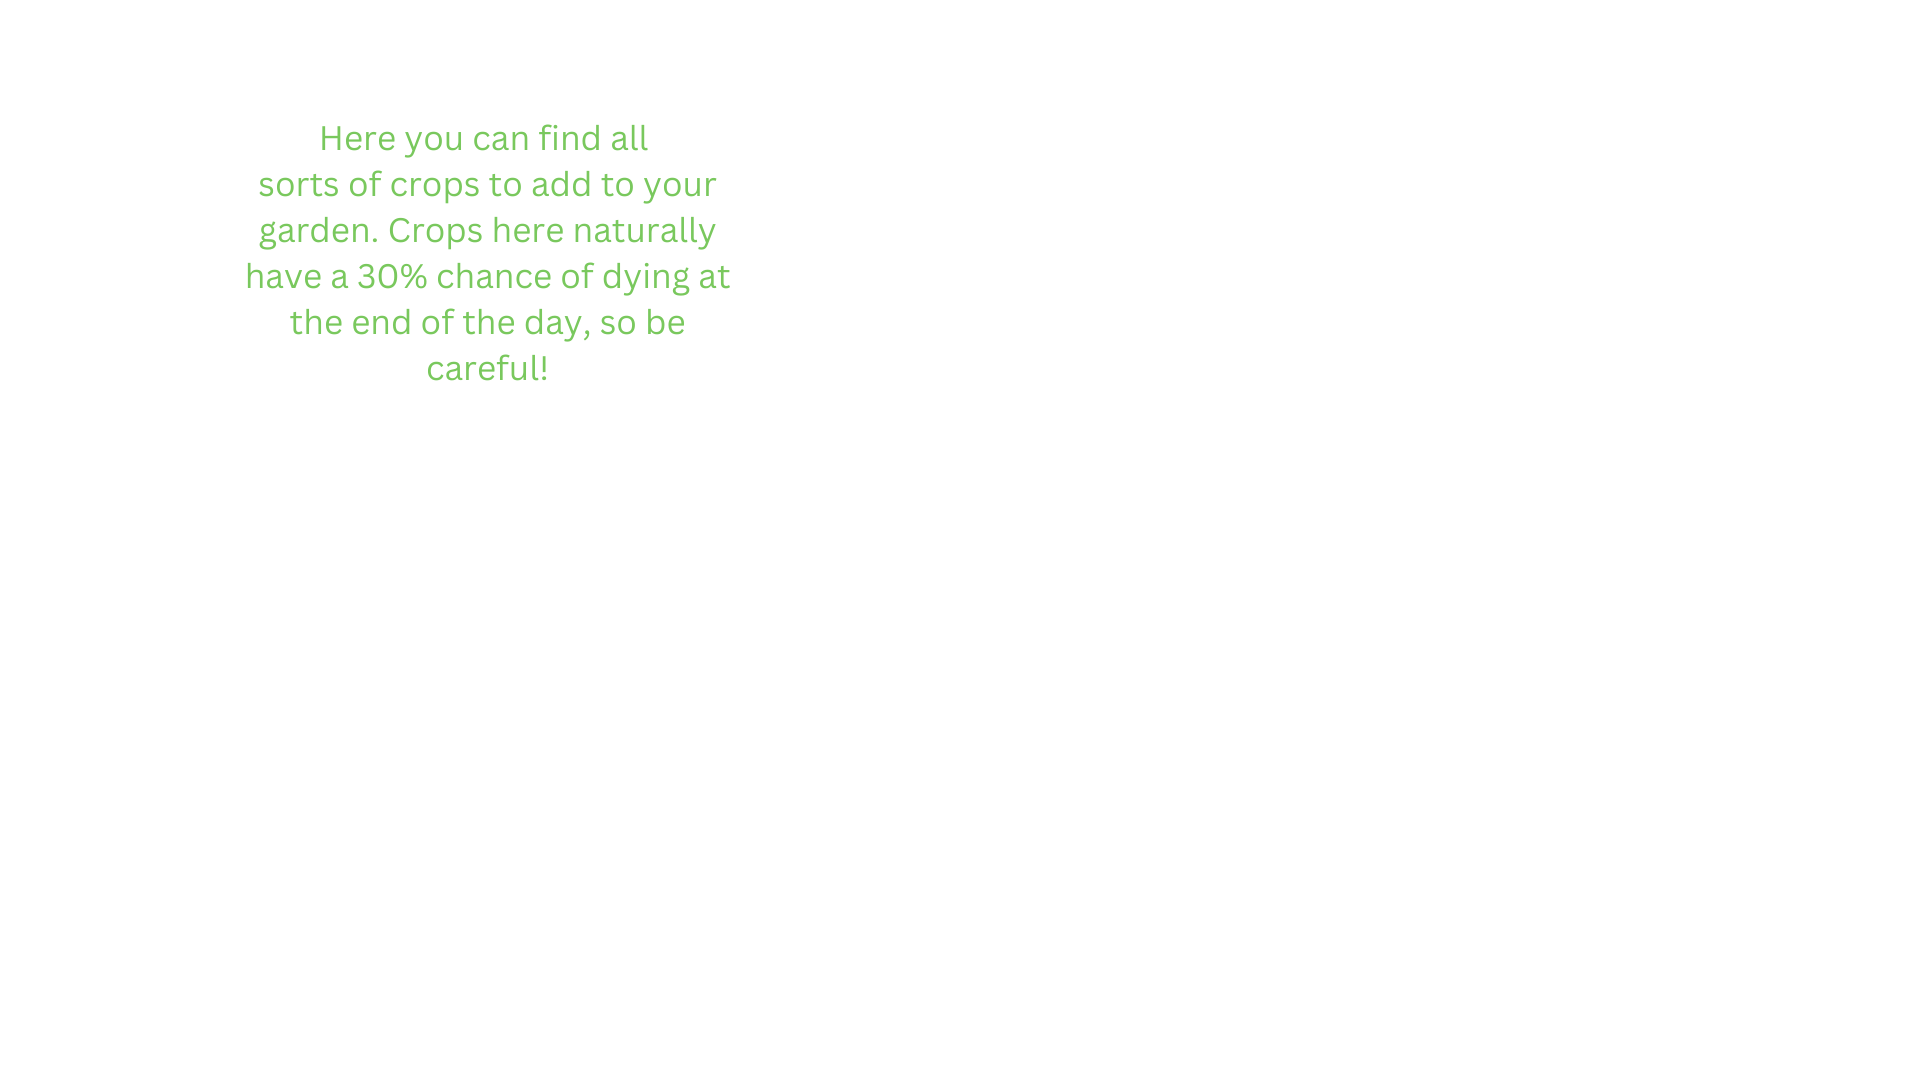 Here you can find all
sorts of crops to add to your
garden. Crops here naturally
have a 30% chance of dying at
the end of the day, so be
careful!